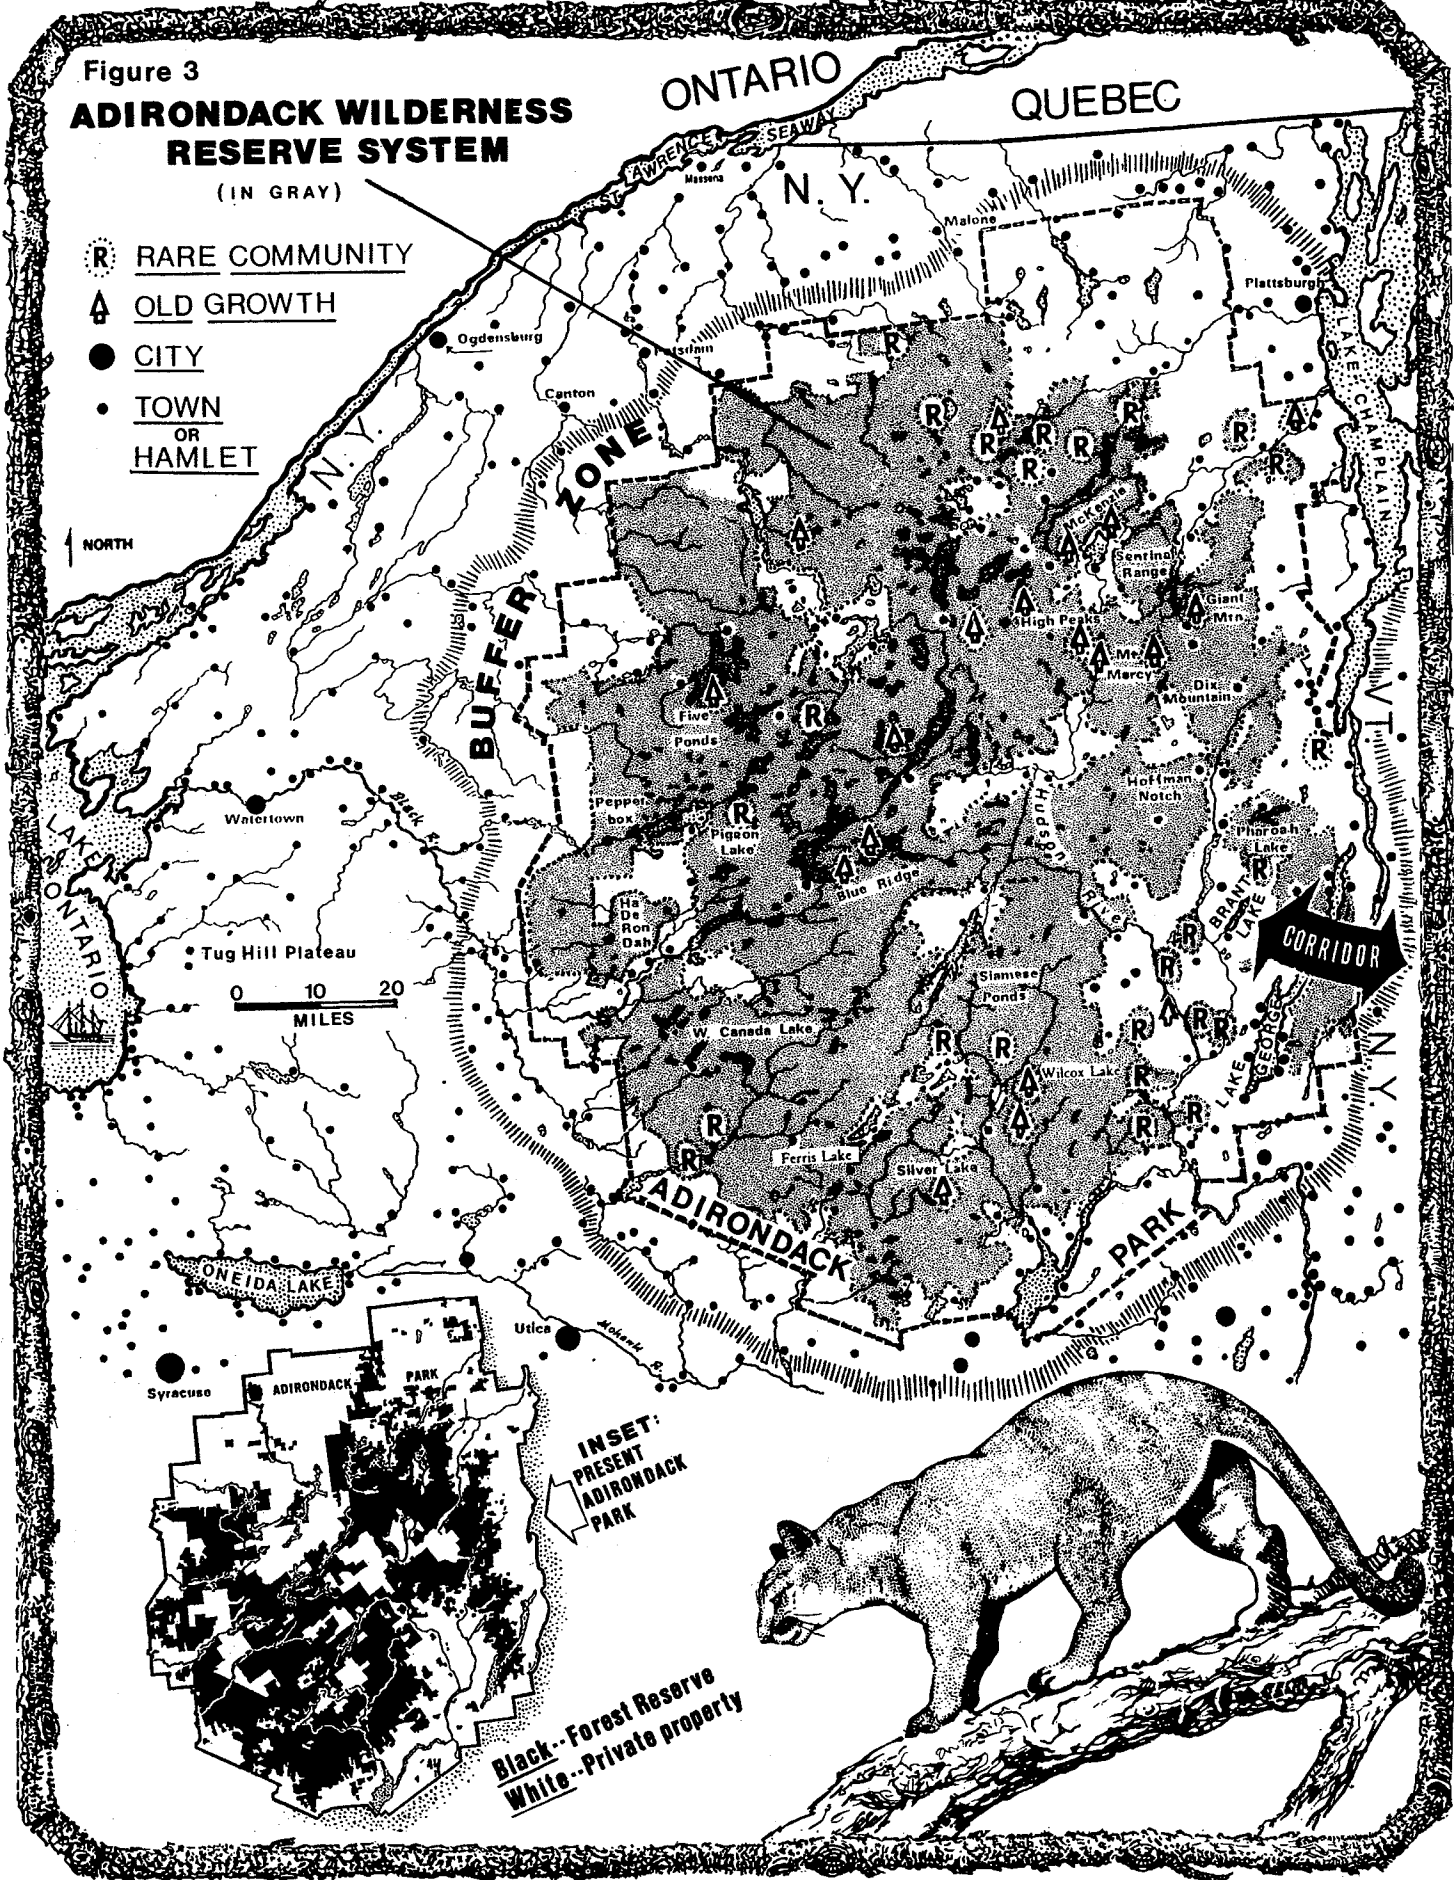 Figure 3
ADIRONDACK WILDERNESS
RESERVE SYSTEM
(IN GRAY)
R RARE COMMUNITY
OLD GROWTH
CITY
TOWN
OR
HAMLET
NORTH
ONTARIO
QUEBEC
ST. LAWRENCE SEAWAY
Massena
N. Y.
Malone
Plattsburgh
LAKE CHAMPLAIN
Ogdensburg
Potsdam
Canton
N. Y.
BUFFER ZONE
R
R
R
R
R
R
R
R
R
McKenzie
Sentinal
Range
Giant
Mtn.
High Peaks
Mt.
Marcy
Dix
Mountain
VT.
R
Five
Ponds
R
Hoffman
Notch
Pepper
box
R
Pigeon
Lake
Hudson
River
Pharoah
Lake
R
Blue Ridge
BRANT
LAKE
CORRIDOR
Ha
De
Ron
Dah
Black R.
Watertown
LAKE
ONTARIO
Tug Hill Plateau
0 10 20
MILES
Siamese
Ponds
R
R
W. Canada Lake
R
R
R
R
R
Wilcox Lake
R
R
R
LAKE GEORGE
N.Y.
R
R
Ferris Lake
Silver Lake
ADIRONDACK
PARK
ONEIDA LAKE
Utica
Mohawk R.
Syracuse
ADIRONDACK PARK
INSET:
PRESENT
ADIRONDACK
PARK
Black--Forest Reserve
White--Private property